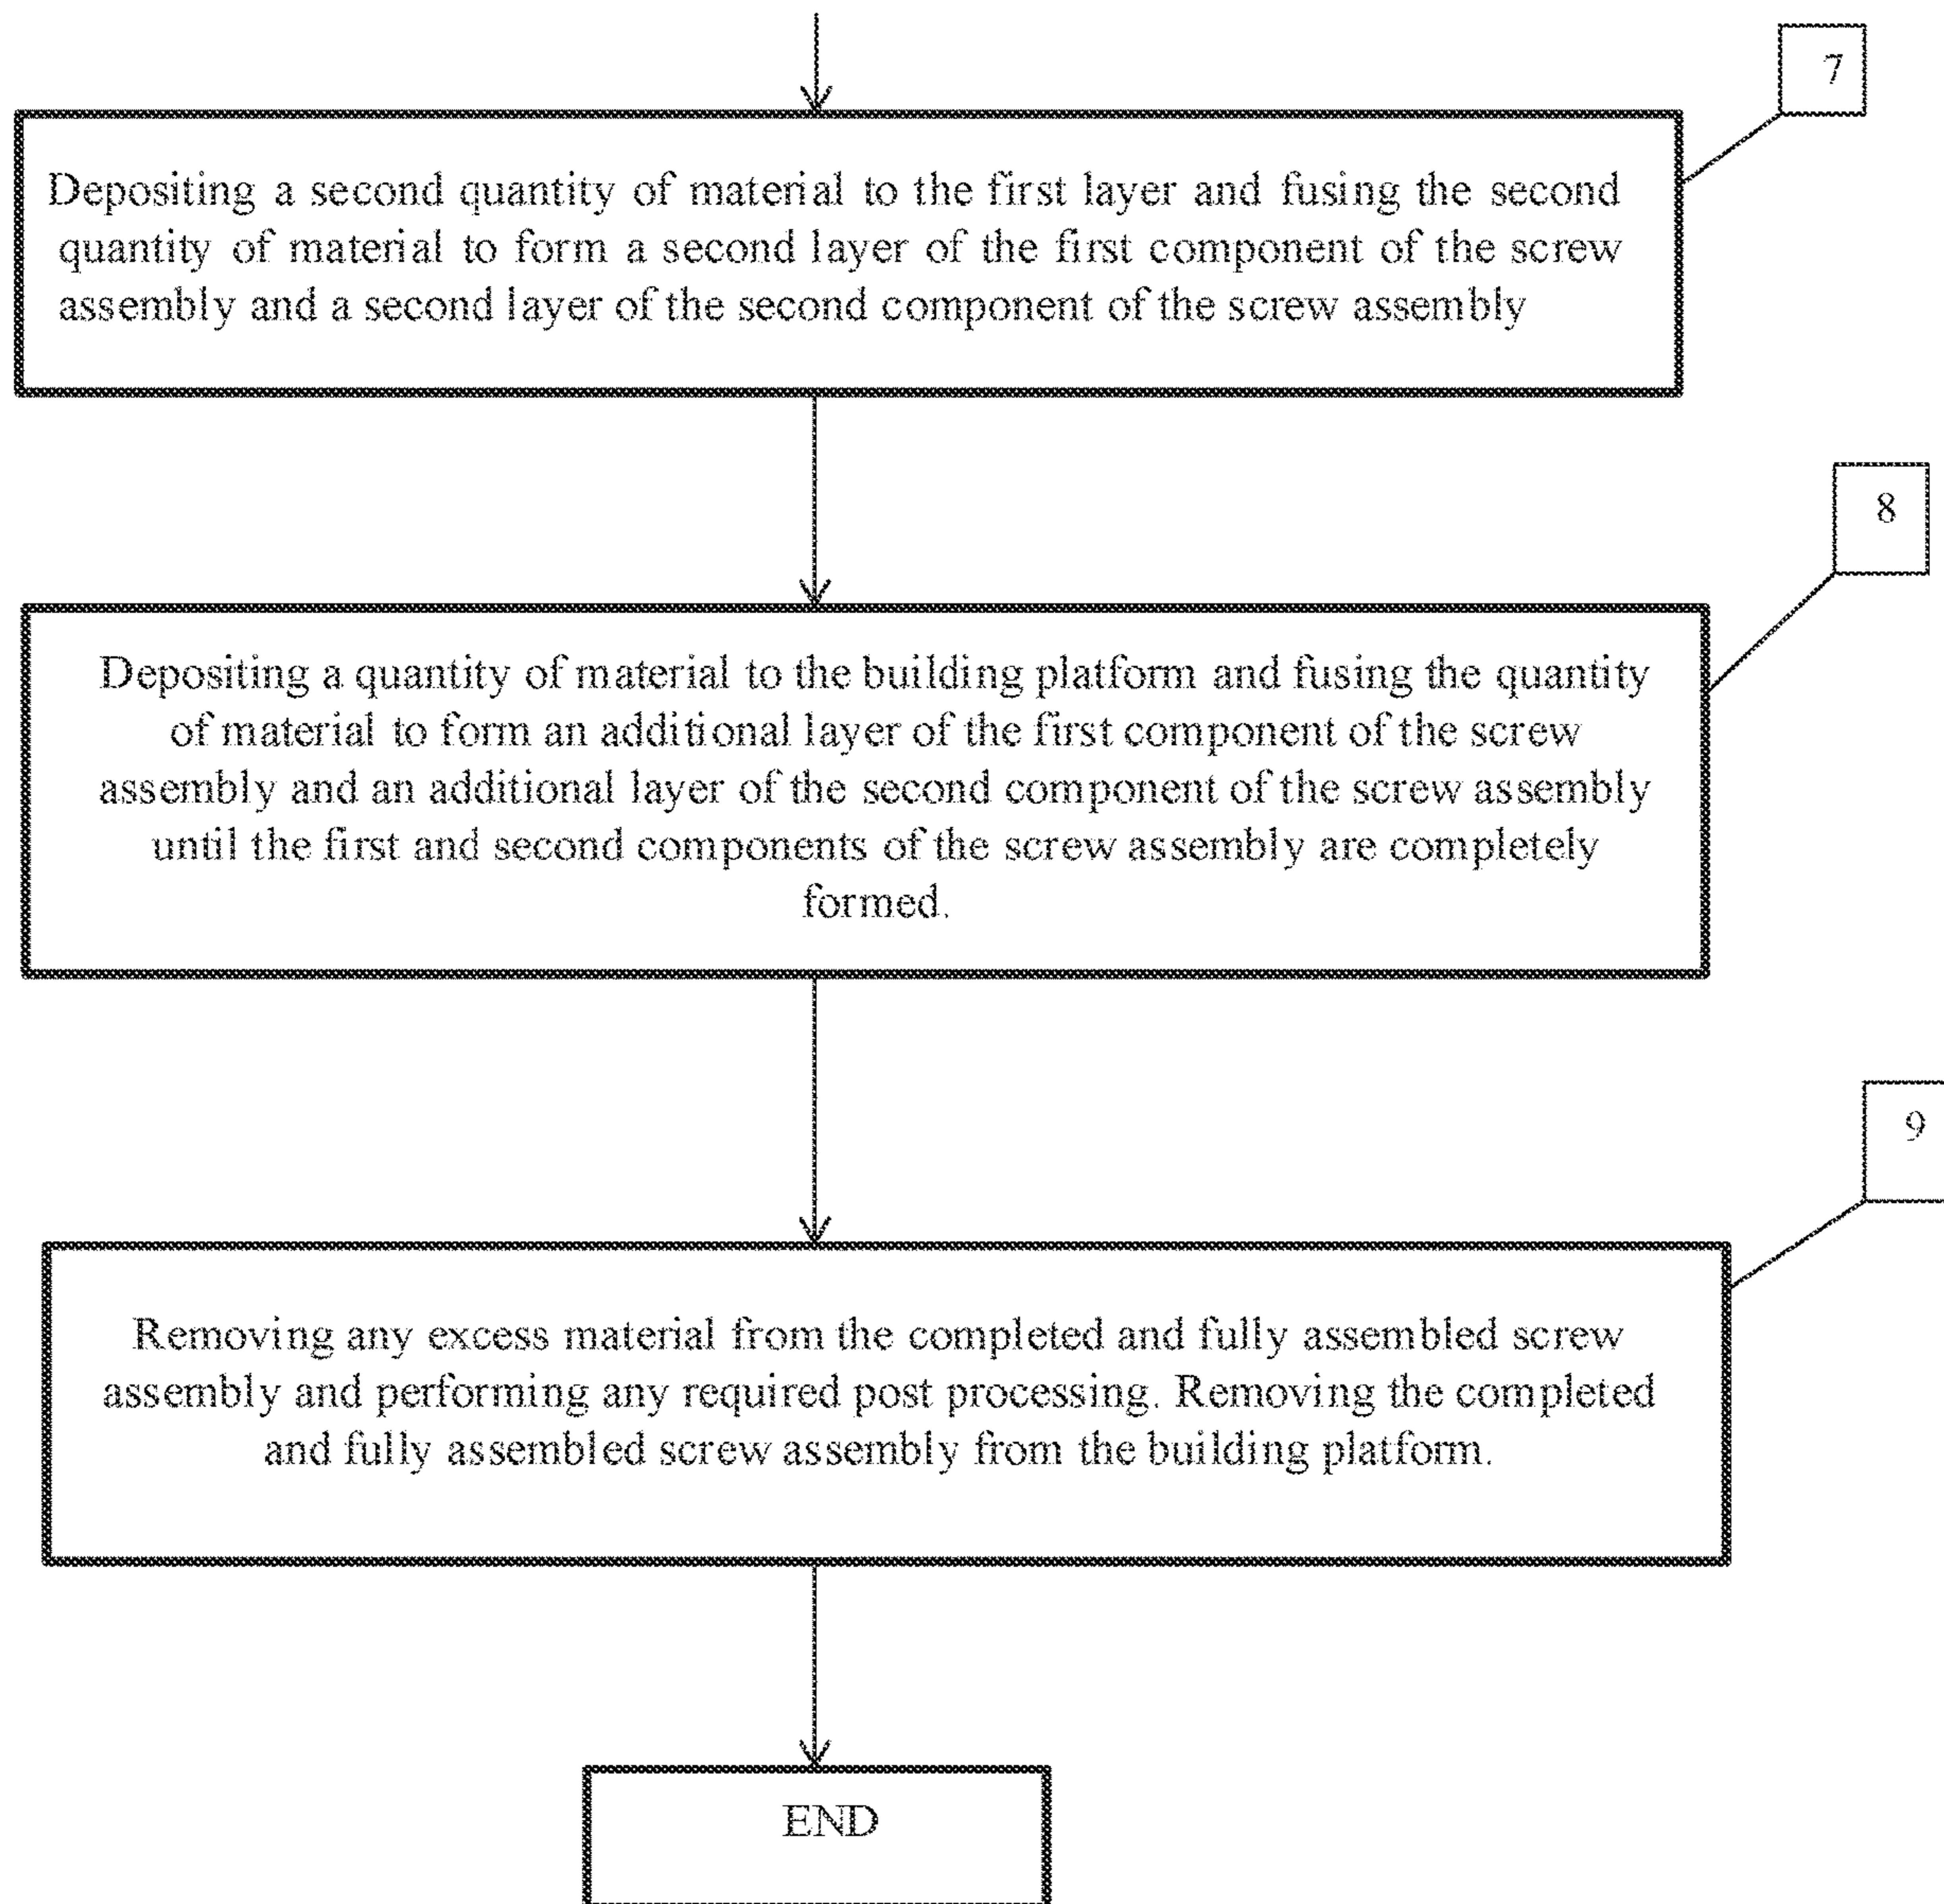 7
Depositing a second quantity of material to the first layer and fusing the second
quantity of material to form a second layer of the first component of the screw
assembly and a second layer of the second component of the screw assembly
8
Depositing a quantity of material to the building platform and fusing the quantity
of material to form an additional layer of the first component of the screw
assembly and an additional layer of the second component of the screw assembly
until the first and second components of the screw assembly are completely
formed.
9
Removing any excess material from the completed and fully assembled screw
assembly and performing any required post processing. Removing the completed
and fully assembled screw assembly from the building platform.
END